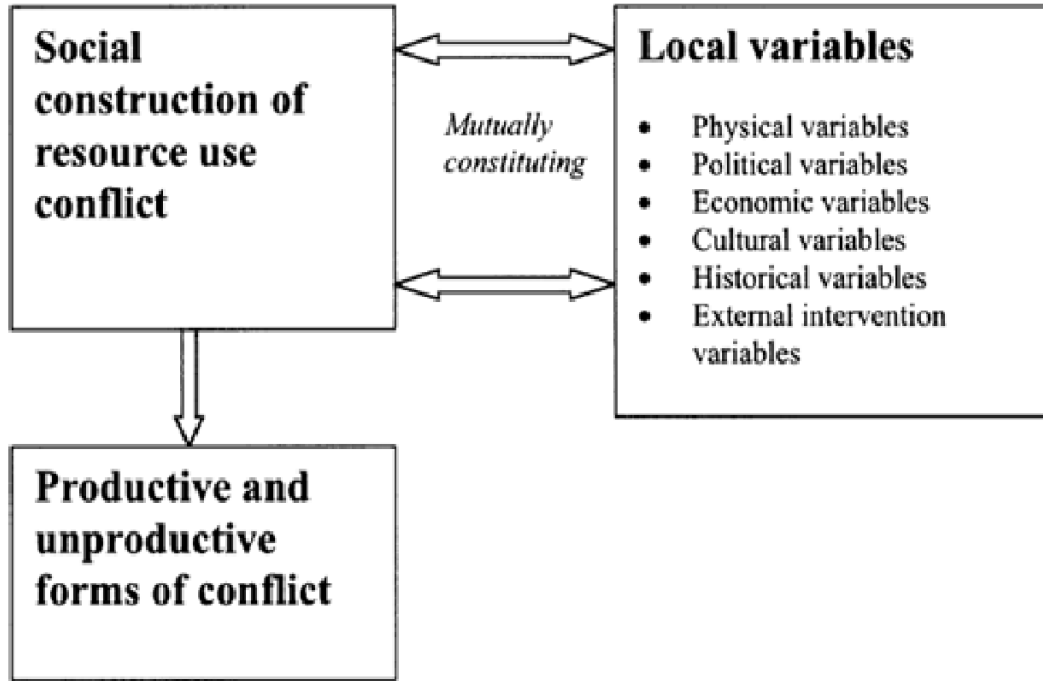 Social
construction of
resource use
conflict
Mutually
constituting
Local variables
• Physical variables
• Political variables
• Economic variables
• Cultural variables
• Historical variables
• External intervention
variables
Productive and
unproductive
forms of conflict